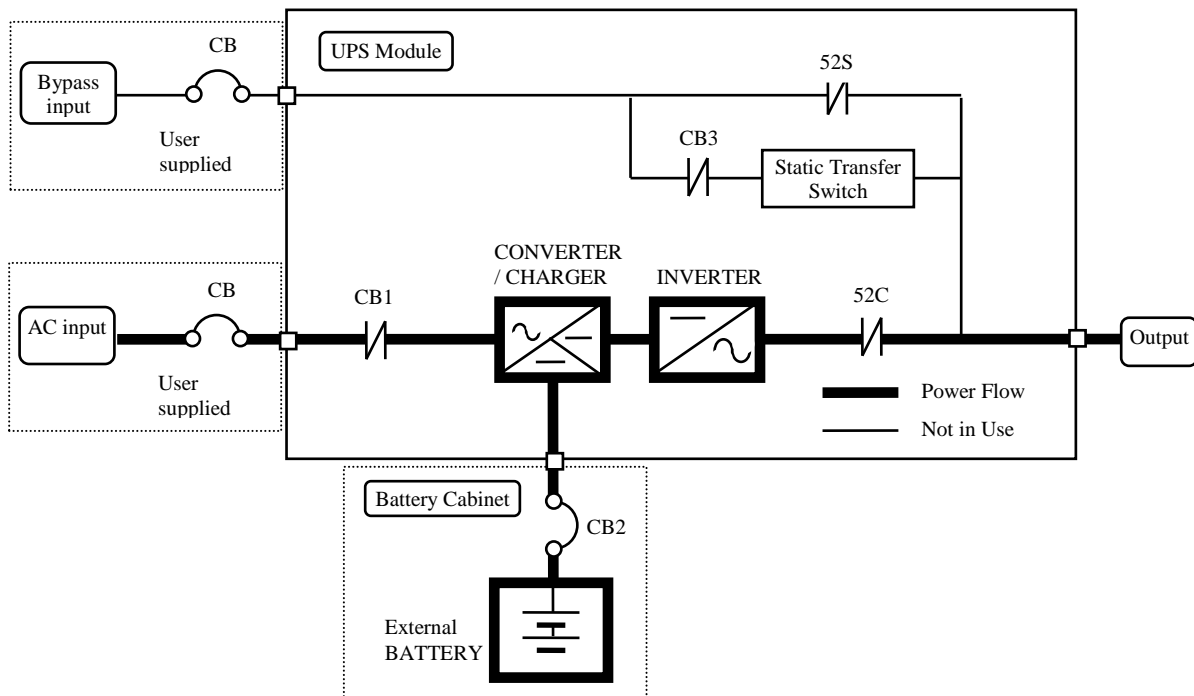 CB
UPS Module
Bypass
input
52S
User
supplied
CB3
Static Transfer
Switch
CONVERTER
/ CHARGER
INVERTER
CB
CB1
52C
AC input
Output
User
supplied
Power Flow
Not in Use
Battery Cabinet
CB2
External
BATTERY